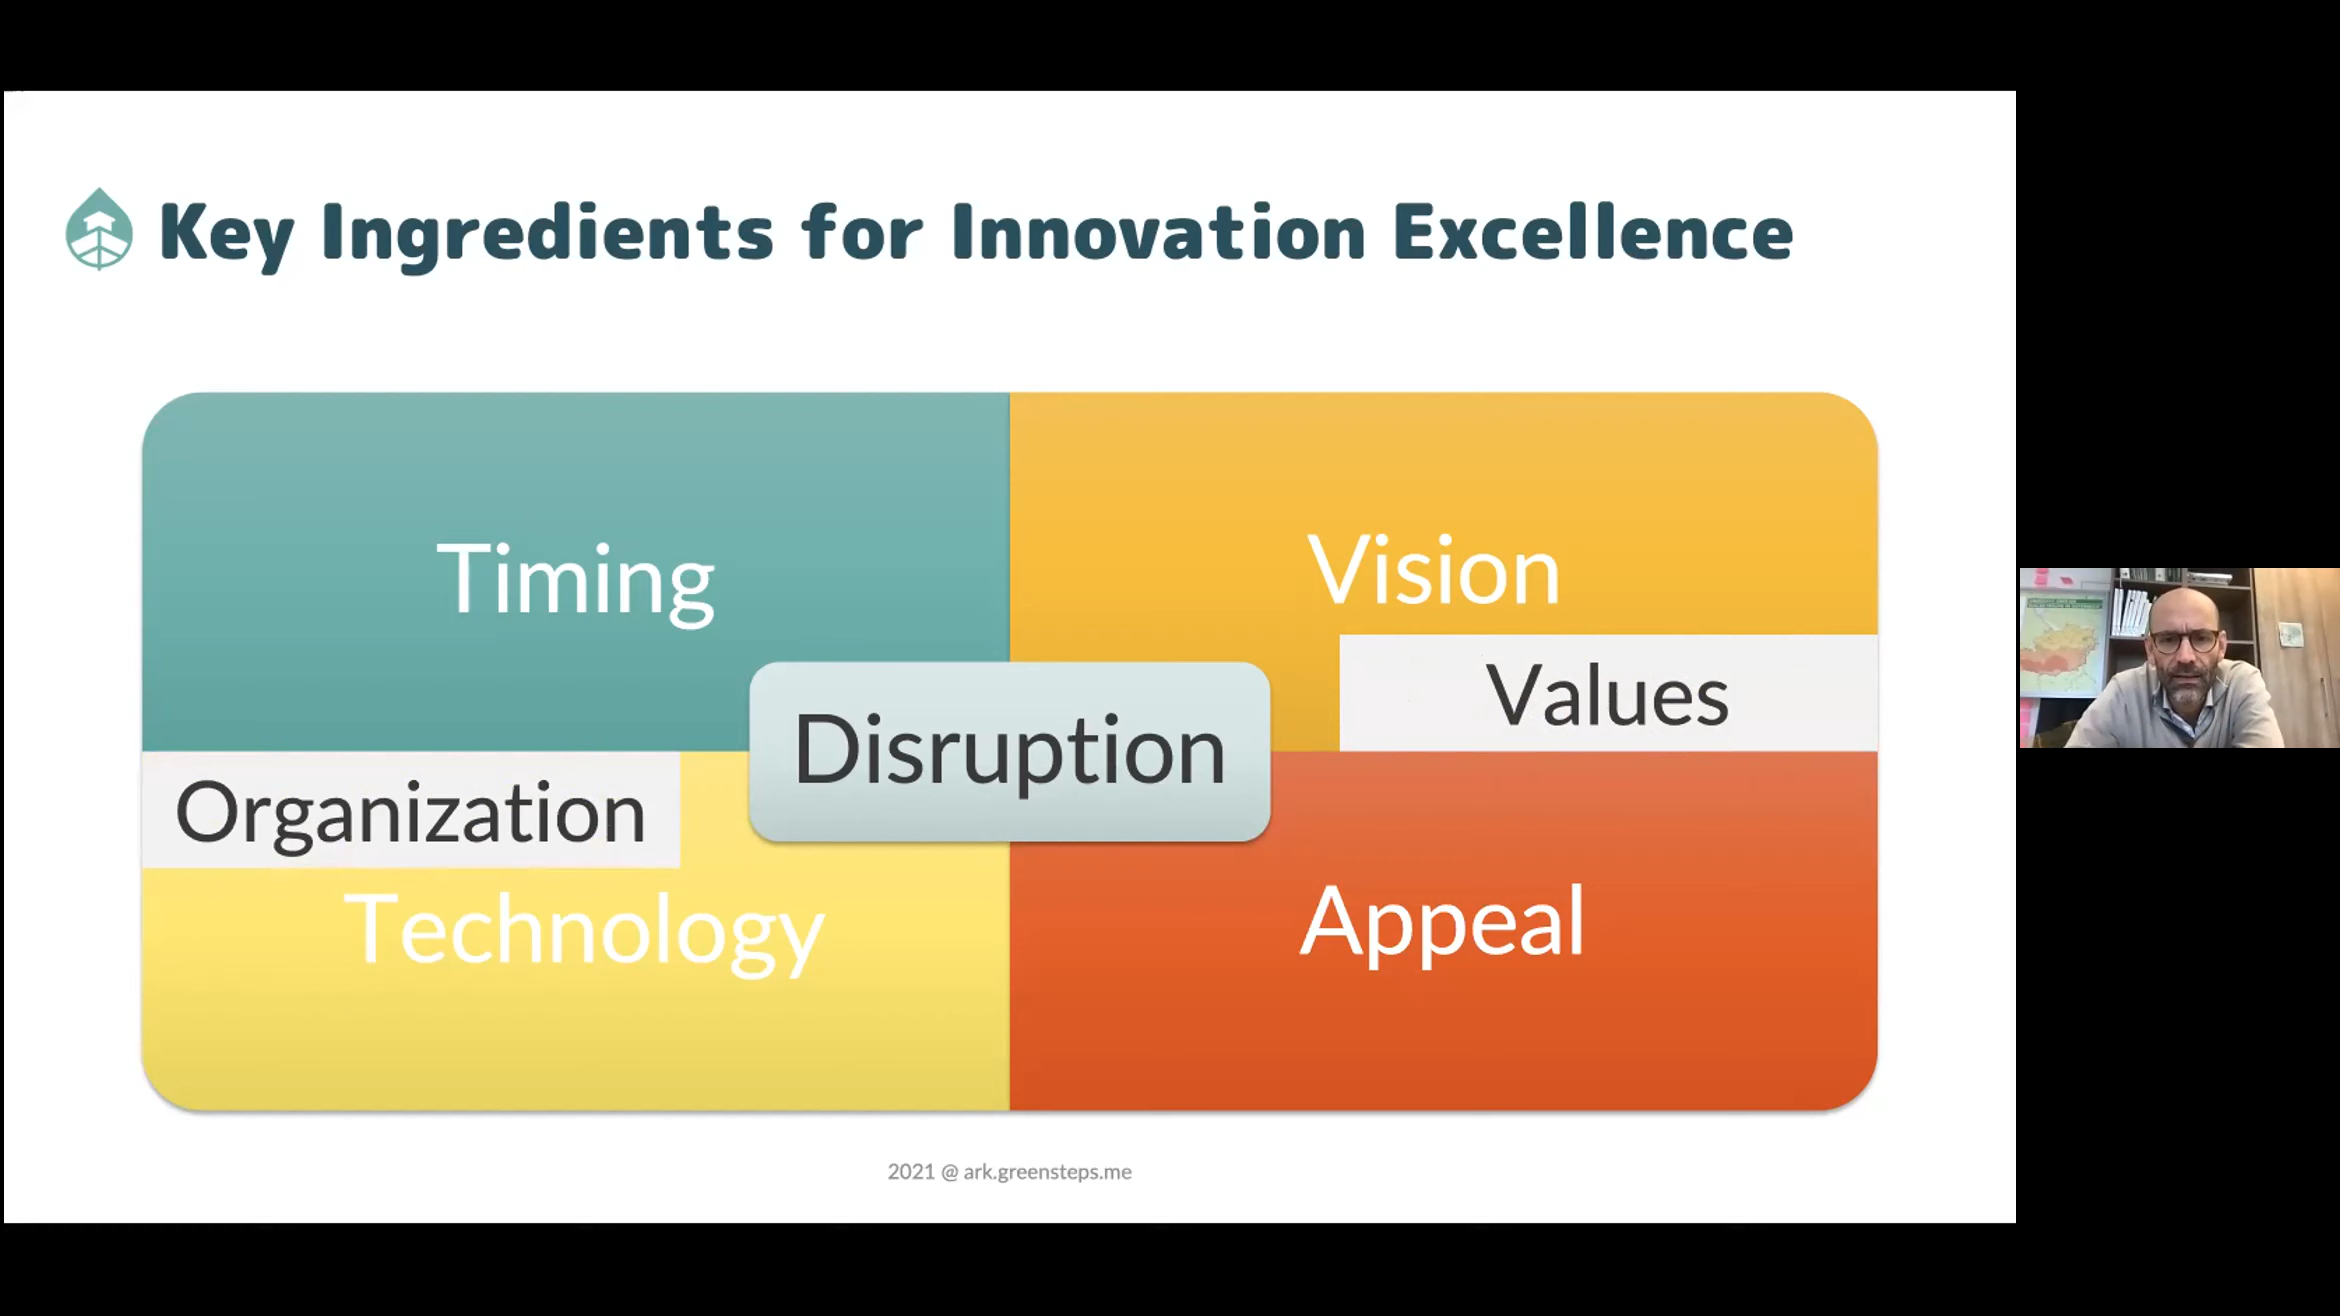 Key Ingredients for Innovation Excellence
Timing
Vision
Values
Disruption
Organization
Technology
Appeal
2021 @ ark.greensteps.me